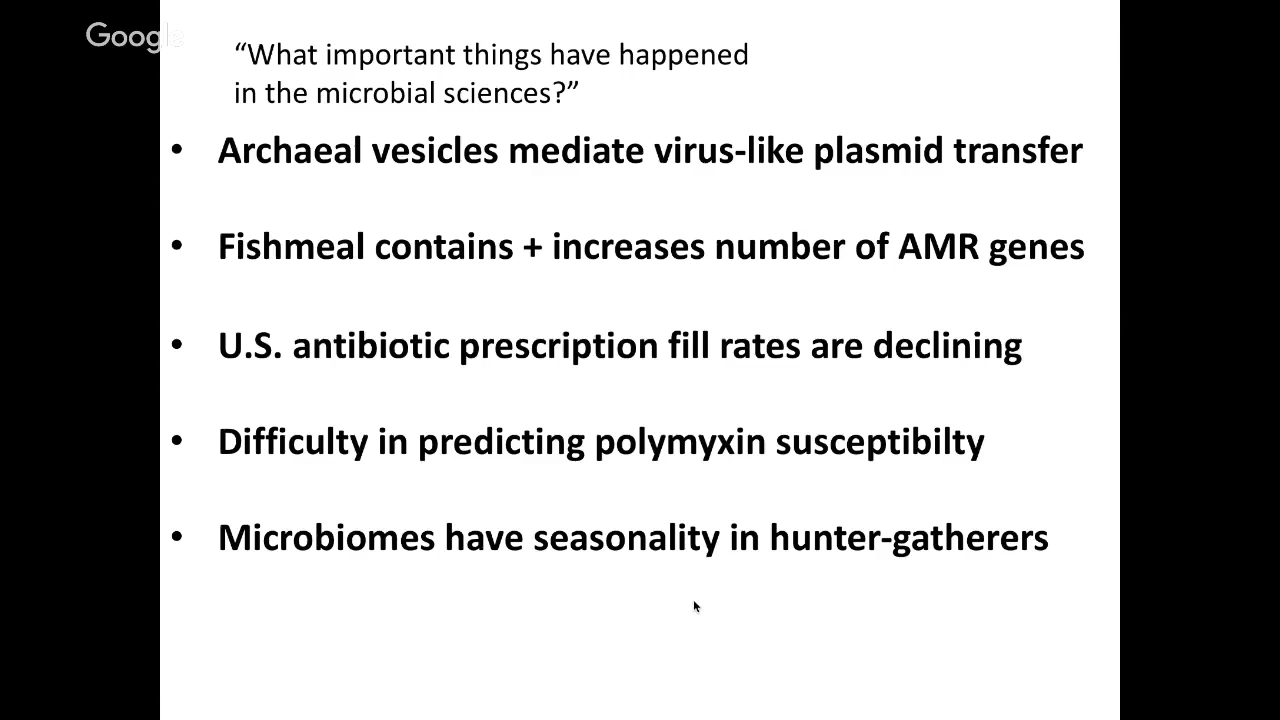 Google
“What important things have happened
in the microbial sciences?”
• Archaeal vesicles mediate virus-like plasmid transfer
• Fishmeal contains + increases number of AMR genes
• U.S. antibiotic prescription fill rates are declining
• Difficulty in predicting polymyxin susceptibilty
• Microbiomes have seasonality in hunter-gatherers